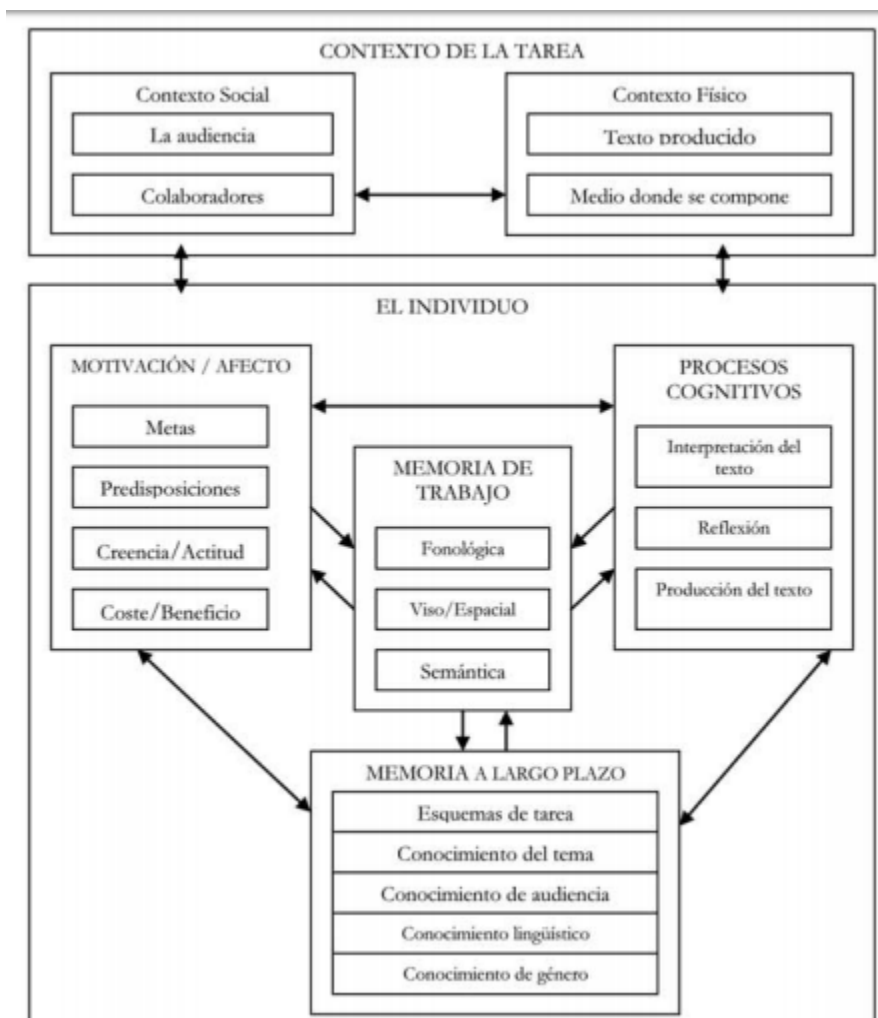 CONTEXTO DE LA TAREA
Contexto Social
La audiencia
Colaboradores
Contexto Físico
Texto producido
Medio donde se compone
EL INDIVIDUO
MOTIVACIÓN / AFECTO
Metas
Predisposiciones
Creencia/Actitud
Coste/Beneficio
MEMORIA DE
TRABAJO
Fonológica
Viso/Espacial
Semántica
PROCESOS
COGNITIVOS
Interpretación del
texto
Reflexión
Producción del texto
MEMORIA A LARGO PLAZO
Esquemas de tarea
Conocimiento del tema
Conocimiento de audiencia
Conocimiento lingüístico
Conocimiento de género